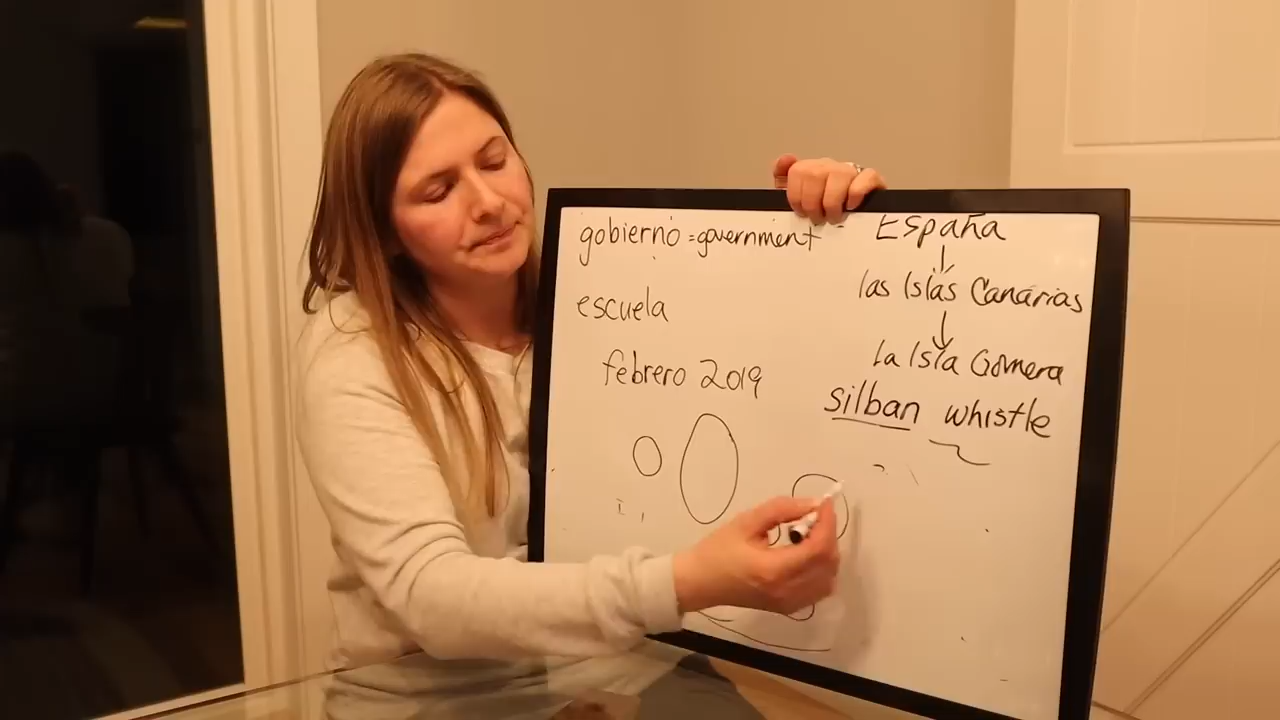 gobierno = government - España
las Islas Canarias
escuela
la Isla Gomera
febrero 2019
silban whistle